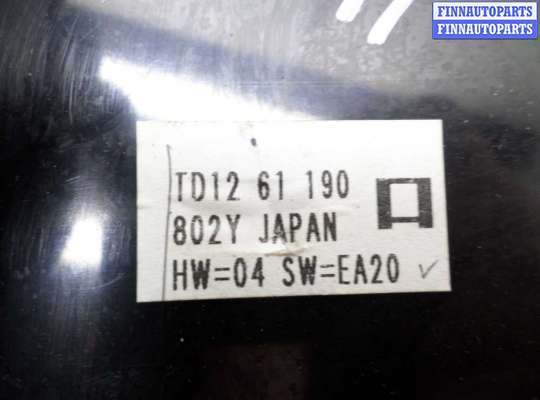 FINNAUTOPARTS
FINNAUTOPARTS
TD12 61 190
802Y JAPAN
HW=04 SW=EA20